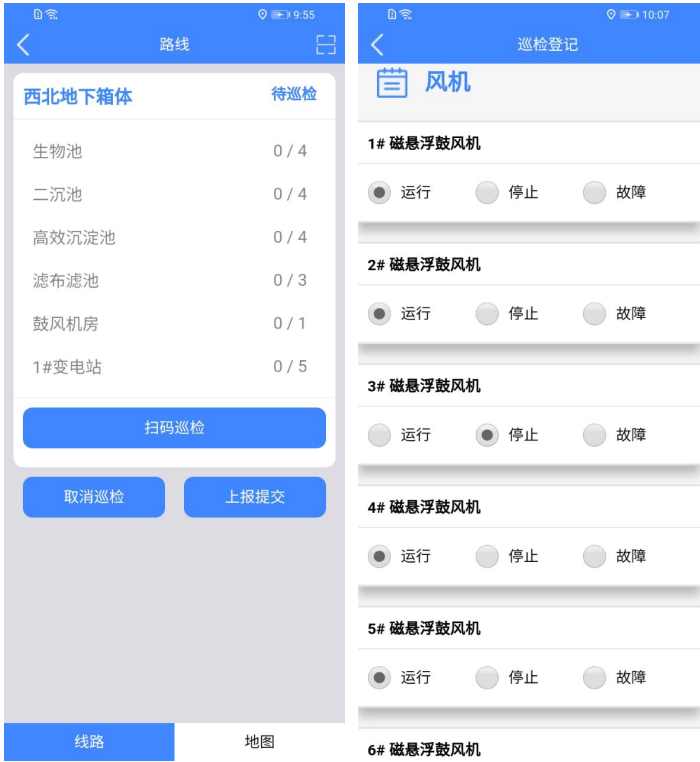 9:55
路线
西北地下箱体 待巡检
生物池 0 / 4
二沉池 0 / 4
高效沉淀池 0 / 4
滤布滤池 0 / 3
鼓风机房 0 / 1
1#变电站 0 / 5
扫码巡检
取消巡检 上报提交
线路 地图
10:07
巡检登记
风机
1# 磁悬浮鼓风机
运行 停止 故障
2# 磁悬浮鼓风机
运行 停止 故障
3# 磁悬浮鼓风机
运行 停止 故障
4# 磁悬浮鼓风机
运行 停止 故障
5# 磁悬浮鼓风机
运行 停止 故障
6# 磁悬浮鼓风机